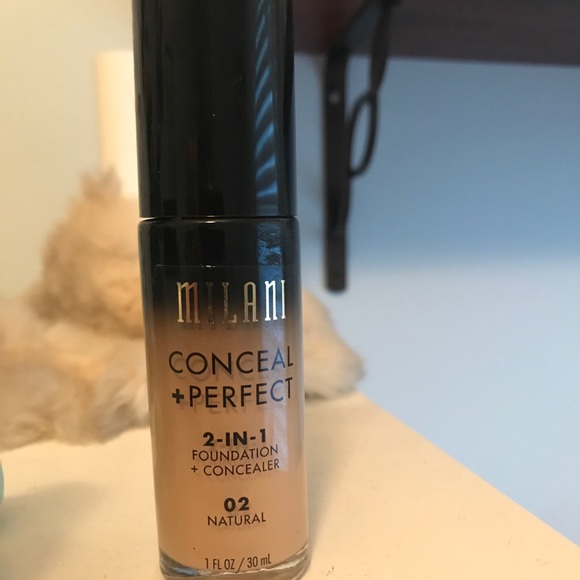 MILANI
CONCEAL
+PERFECT
2-IN-1
FOUNDATION
+ CONCEALER
02
NATURAL
1 FL OZ / 30 mL